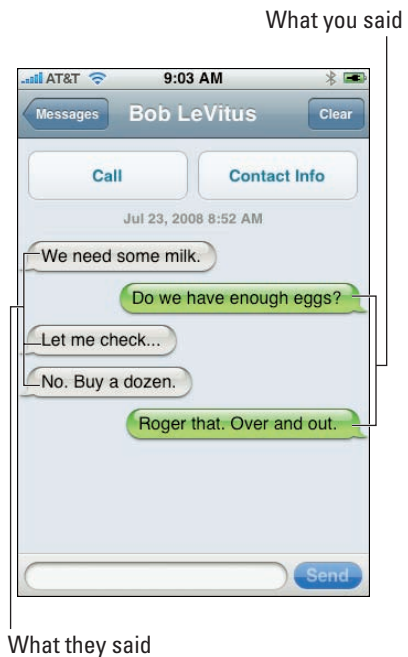 What you said
AT&T 9:03 AM
Messages Bob LeVitus Clear
Call Contact Info
Jul 23, 2008 8:52 AM
We need some milk.
Do we have enough eggs?
Let me check...
No. Buy a dozen.
Roger that. Over and out.
Send
What they said